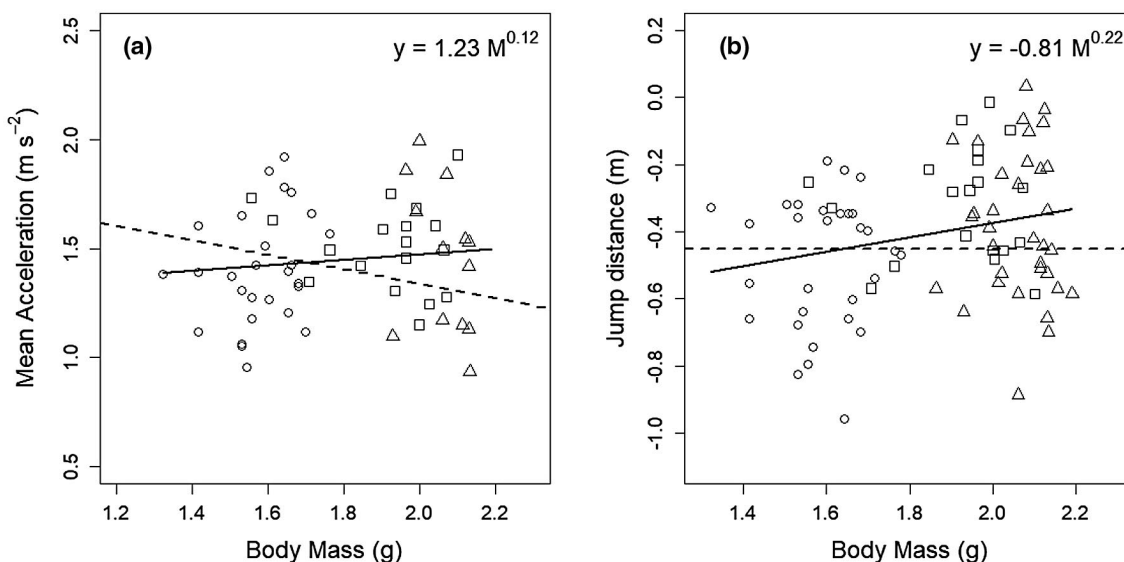 (a)
y = 1.23 M^0.12
Mean Acceleration (m s⁻²)
2.5
2.0
1.5
1.0
0.5
1.2 1.4 1.6 1.8 2.0 2.2
Body Mass (g)
(b)
y = -0.81 M^0.22
Jump distance (m)
0.2
0.0
-0.2
-0.4
-0.6
-0.8
-1.0
1.4 1.6 1.8 2.0 2.2
Body Mass (g)